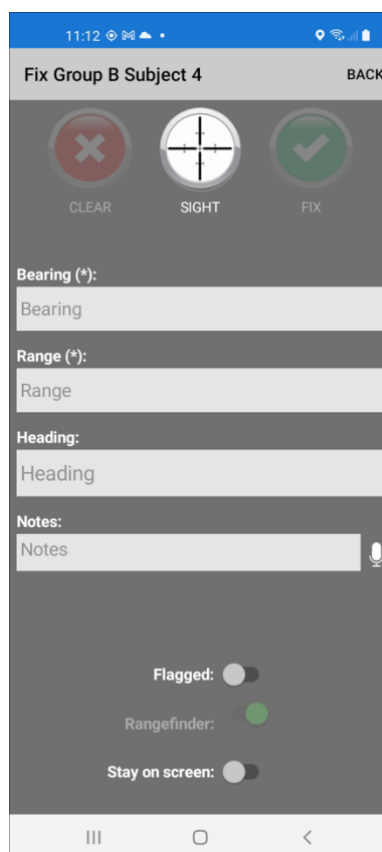 11:12
Fix Group B Subject 4 BACK
CLEAR SIGHT FIX
Bearing (*):
Bearing
Range (*):
Range
Heading:
Heading
Notes:
Notes
Flagged:
Rangefinder:
Stay on screen: